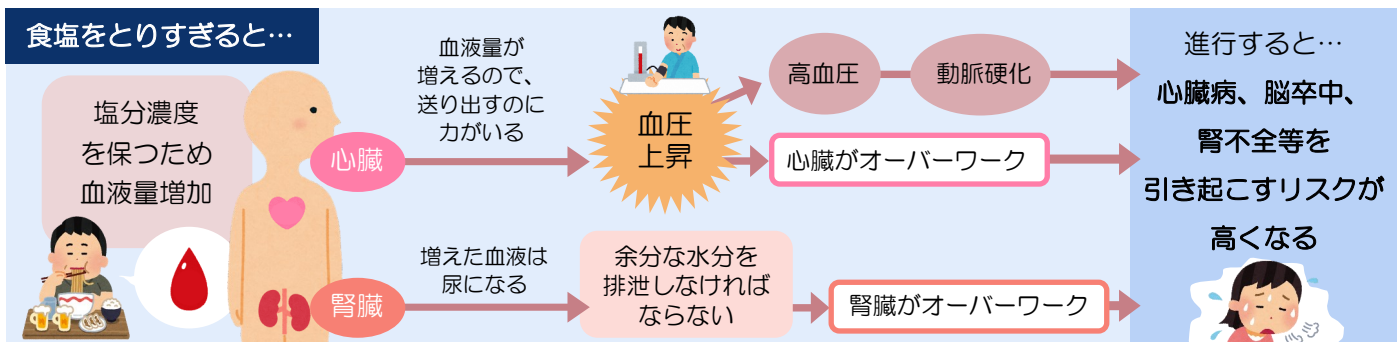 食塩をとりすぎると…
塩分濃度
を保つため
血液量増加
心臓
血液量が
増えるので、
送り出すのに
力がいる
血圧
上昇
高血圧
動脈硬化
心臓がオーバーワーク
腎臓
増えた血液は
尿になる
余分な水分を
排泄しなければ
ならない
腎臓がオーバーワーク
進行すると…
心臓病、脳卒中、
腎不全等を
引き起こすリスクが
高くなる